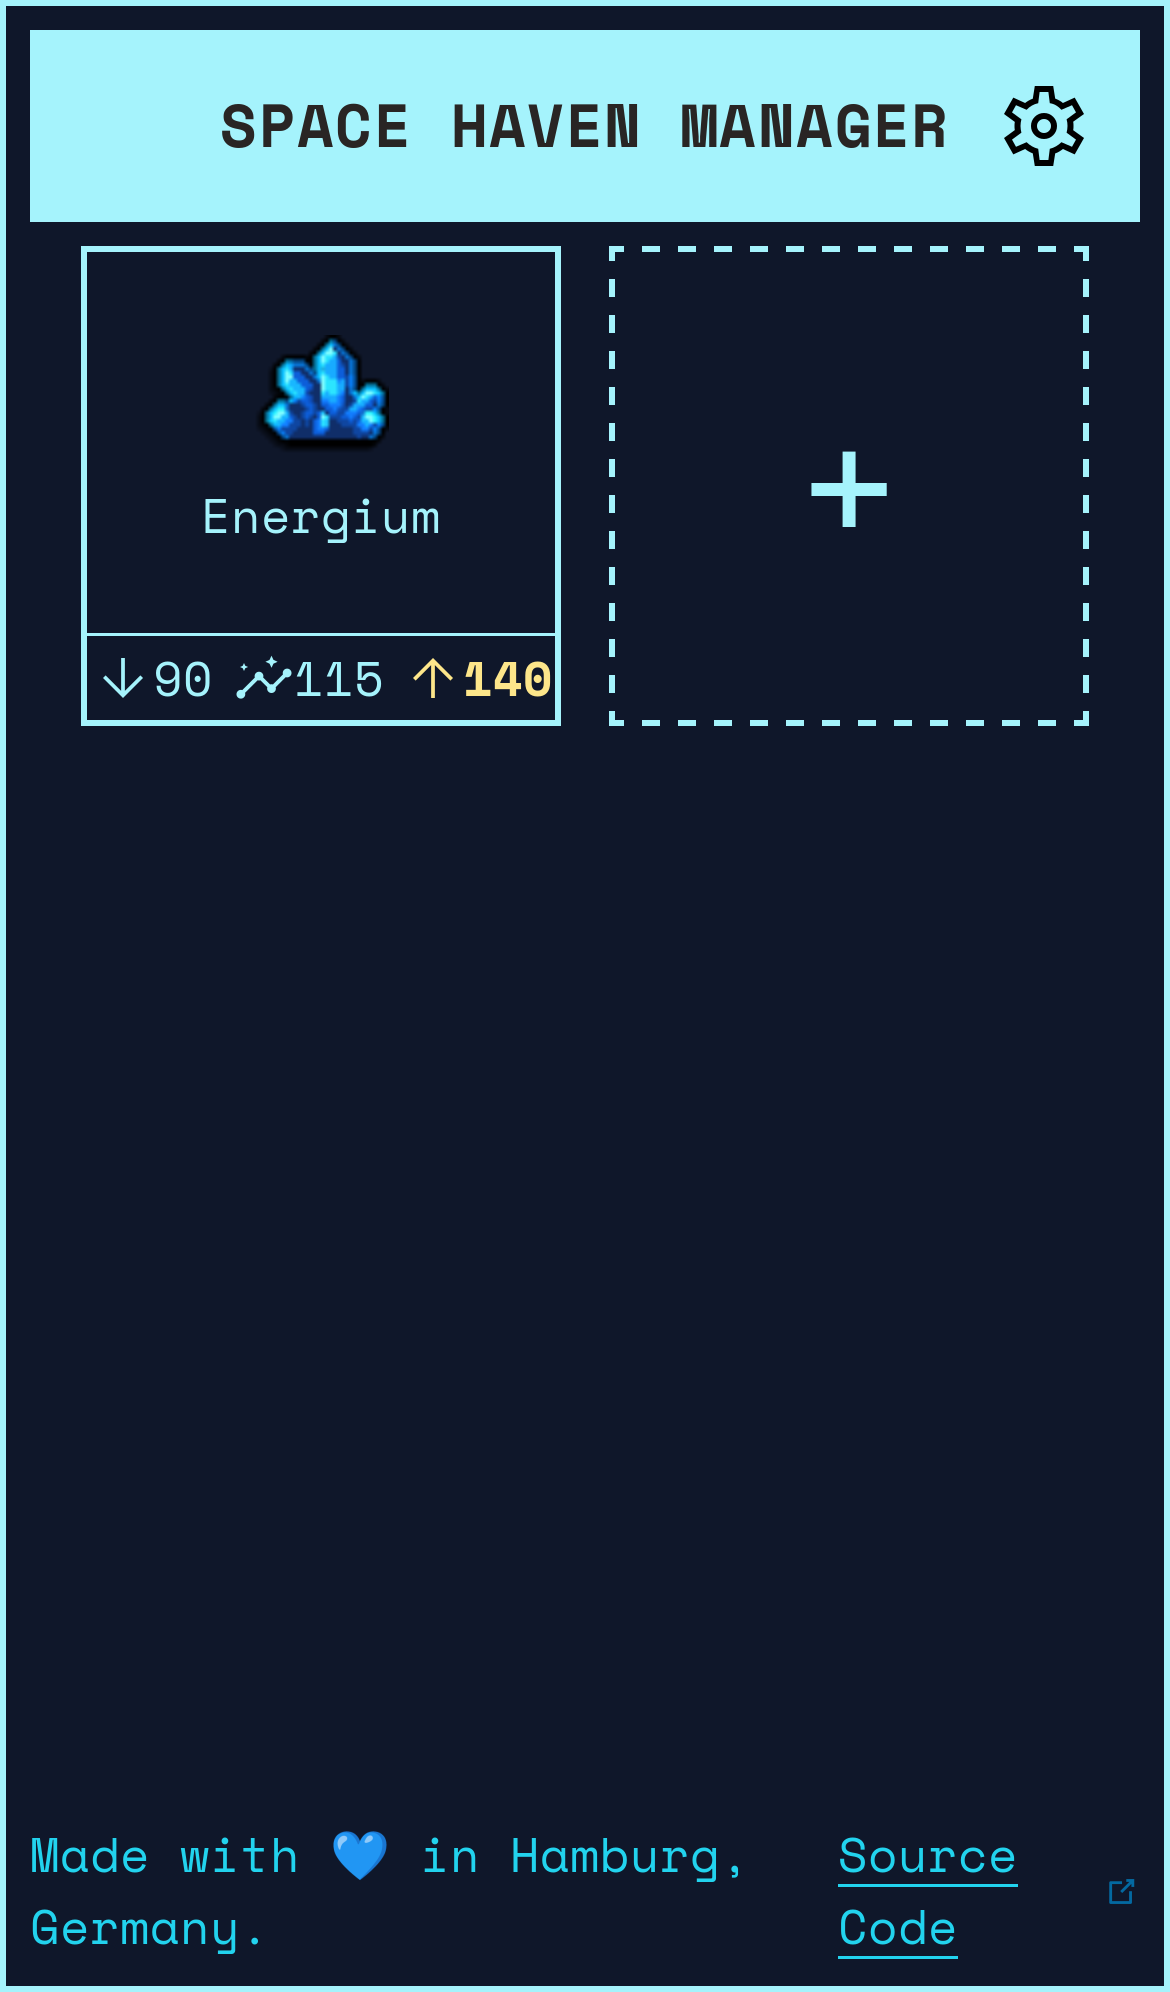 SPACE HAVEN MANAGER
Energium
90 115 140
Made with 💙 in Hamburg,
Germany.
Source
Code